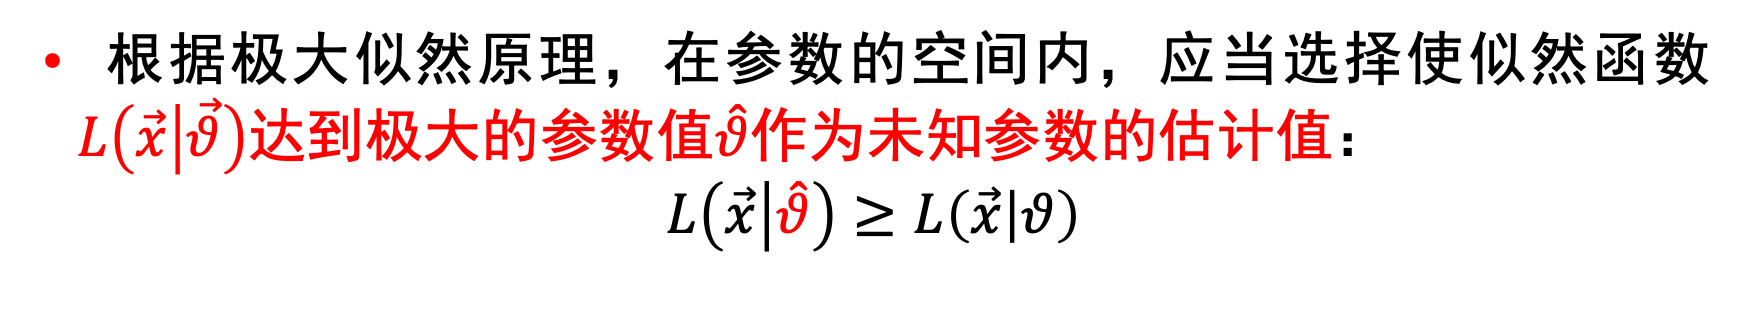 • 根据极大似然原理，在参数的空间内，应当选择使似然函数
L(x⃗|ϑ⃗)达到极大的参数值ϑ̂作为未知参数的估计值：
L(x⃗|ϑ̂) ≥ L(x⃗|ϑ)